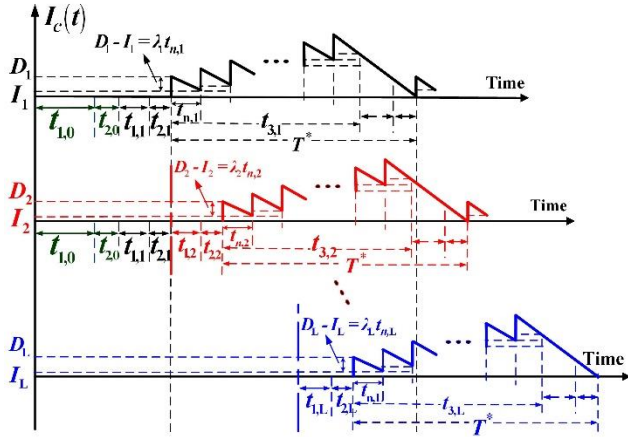 I_c(t)
D_1 - I_1 = λ_1 t_{n,1}
D_1
I_1
Time
t_{1,0} t_{2,0} t_{1,1} t_{2,1} t_{n,1} t_{3,1}
T^*
D_2 - I_2 = λ_2 t_{n,2}
D_2
I_2
Time
t_{1,0} t_{2,0} t_{1,1} t_{2,1} t_{1,2} t_{2,2} t_{n,2} t_{3,2}
T^*
D_L - I_L = λ_L t_{n,L}
D_L
I_L
Time
t_{1,L} t_{2,L} t_{n,1} t_{3,L}
T^*